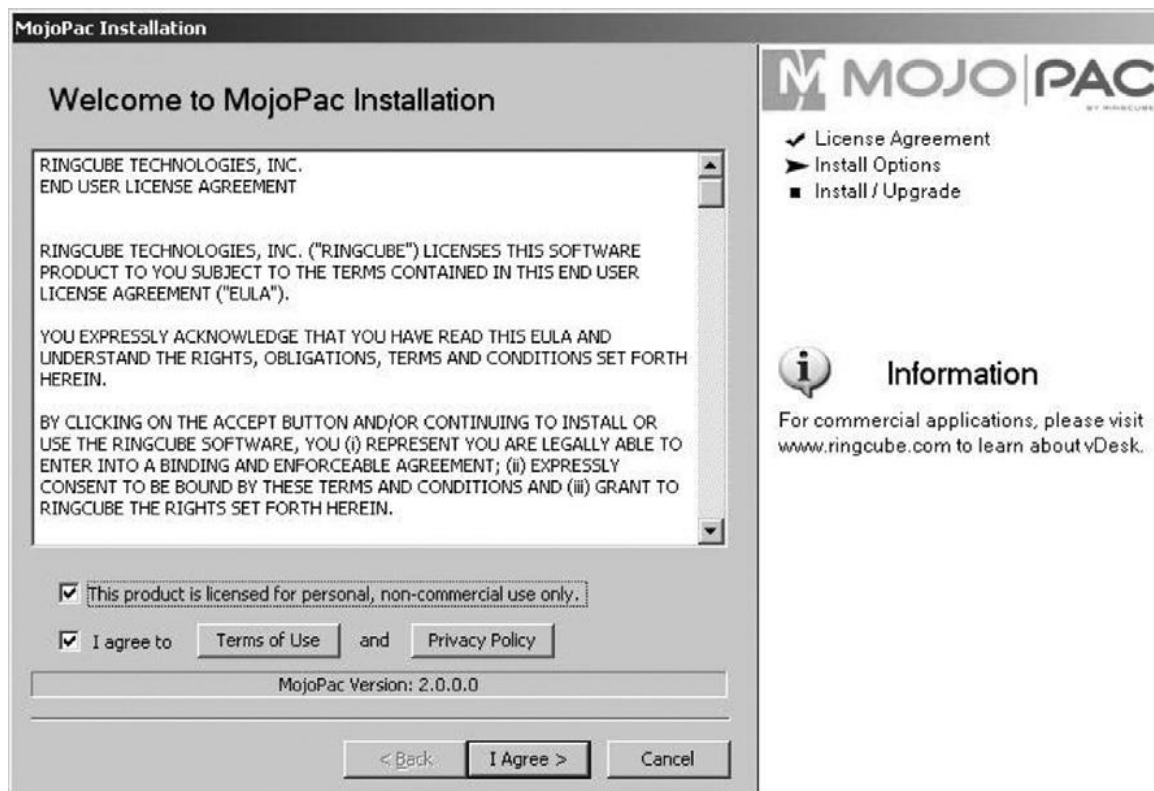 MojoPac Installation
Welcome to MojoPac Installation
RINGCUBE TECHNOLOGIES, INC.
END USER LICENSE AGREEMENT
RINGCUBE TECHNOLOGIES, INC. ("RINGCUBE") LICENSES THIS SOFTWARE
PRODUCT TO YOU SUBJECT TO THE TERMS CONTAINED IN THIS END USER
LICENSE AGREEMENT ("EULA").
YOU EXPRESSLY ACKNOWLEDGE THAT YOU HAVE READ THIS EULA AND
UNDERSTAND THE RIGHTS, OBLIGATIONS, TERMS AND CONDITIONS SET FORTH
HEREIN.
BY CLICKING ON THE ACCEPT BUTTON AND/OR CONTINUING TO INSTALL OR
USE THE RINGCUBE SOFTWARE, YOU (i) REPRESENT YOU ARE LEGALLY ABLE TO
ENTER INTO A BINDING AND ENFORCEABLE AGREEMENT; (ii) EXPRESSLY
CONSENT TO BE BOUND BY THESE TERMS AND CONDITIONS AND (iii) GRANT TO
RINGCUBE THE RIGHTS SET FORTH HEREIN.
This product is licensed for personal, non-commercial use only.
I agree to Terms of Use and Privacy Policy
MojoPac Version: 2.0.0.0
< Back I Agree > Cancel
MOJO|PAC
BY RINGCUBE
License Agreement
Install Options
Install / Upgrade
Information
For commercial applications, please visit
www.ringcube.com to learn about vDesk.